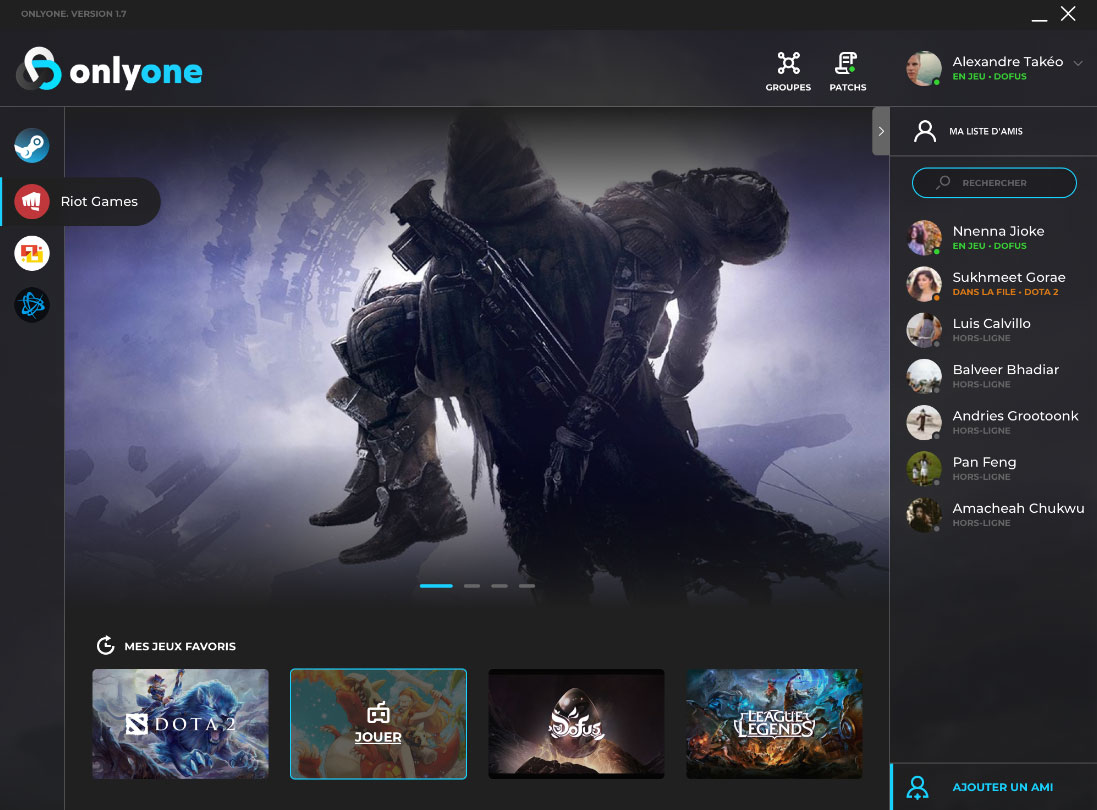 ONLYONE. VERSION 1.7
onlyone
GROUPES
PATCHS
Alexandre Takéo
EN JEU • DOFUS
Riot Games
MA LISTE D'AMIS
RECHERCHER
Nnenna Jioke
EN JEU • DOFUS
Sukhmeet Gorae
DANS LA FILE • DOTA 2
Luis Calvillo
HORS-LIGNE
Balveer Bhadiar
HORS-LIGNE
Andries Grootoonk
HORS-LIGNE
Pan Feng
HORS-LIGNE
Amacheah Chukwu
HORS-LIGNE
MES JEUX FAVORIS
DOTA 2
JOUER
DOFUS
LEAGUE
OF
LEGENDS
AJOUTER UN AMI